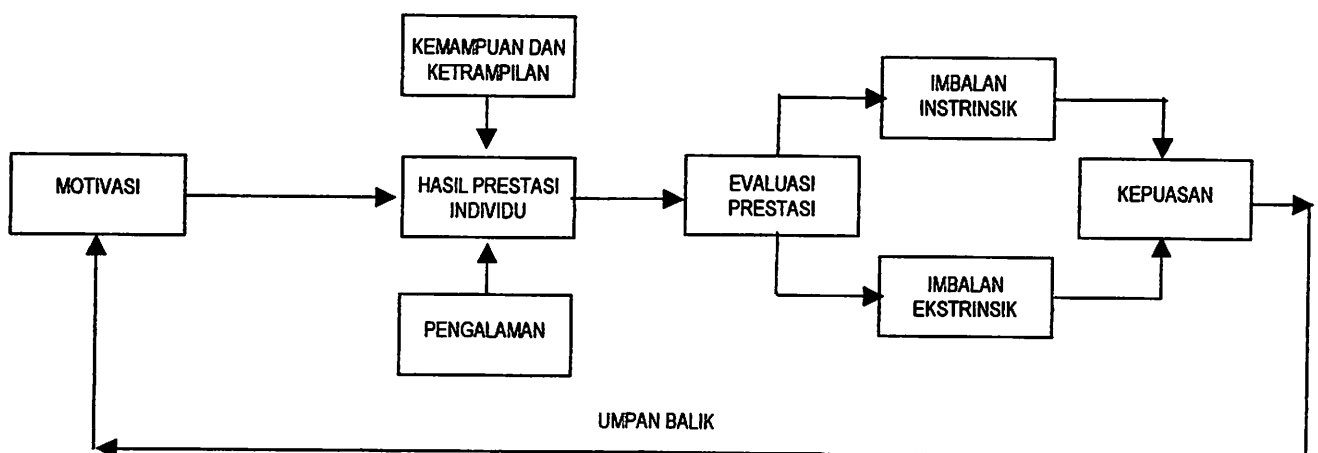 KEMAMPUAN DAN
KETRAMPILAN
IMBALAN
INSTRINSIK
MOTIVASI
HASIL PRESTASI
INDIVIDU
EVALUASI
PRESTASI
KEPUASAN
IMBALAN
EKSTRINSIK
PENGALAMAN
UMPAN BALIK